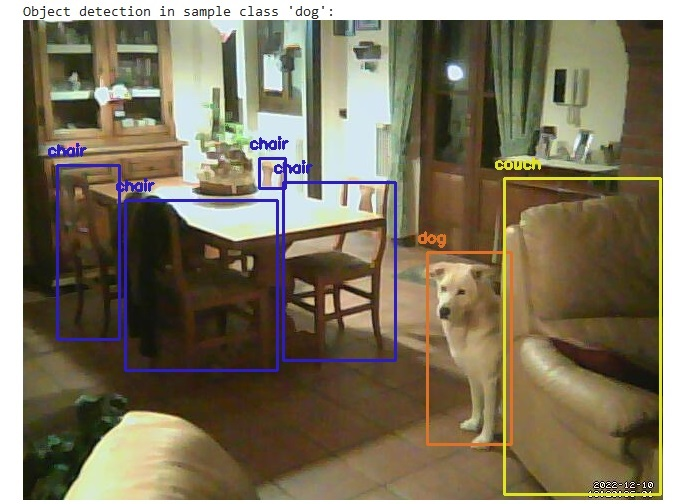 Object detection in sample class 'dog':
chair
chair
chair
chair
couch
dog
2022-12-10